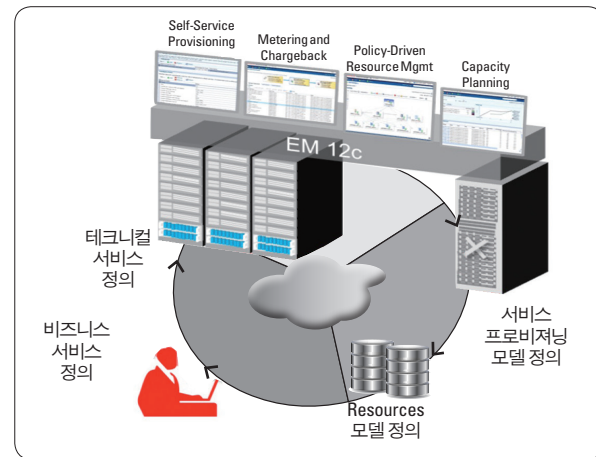 Self-Service
Provisioning
Metering and
Chargeback
Policy-Driven
Resource Mgmt
Capacity
Planning
EM 12c
테크니컬
서비스
정의
비즈니스
서비스
정의
서비스
프로비져닝
모델 정의
Resources
모델 정의